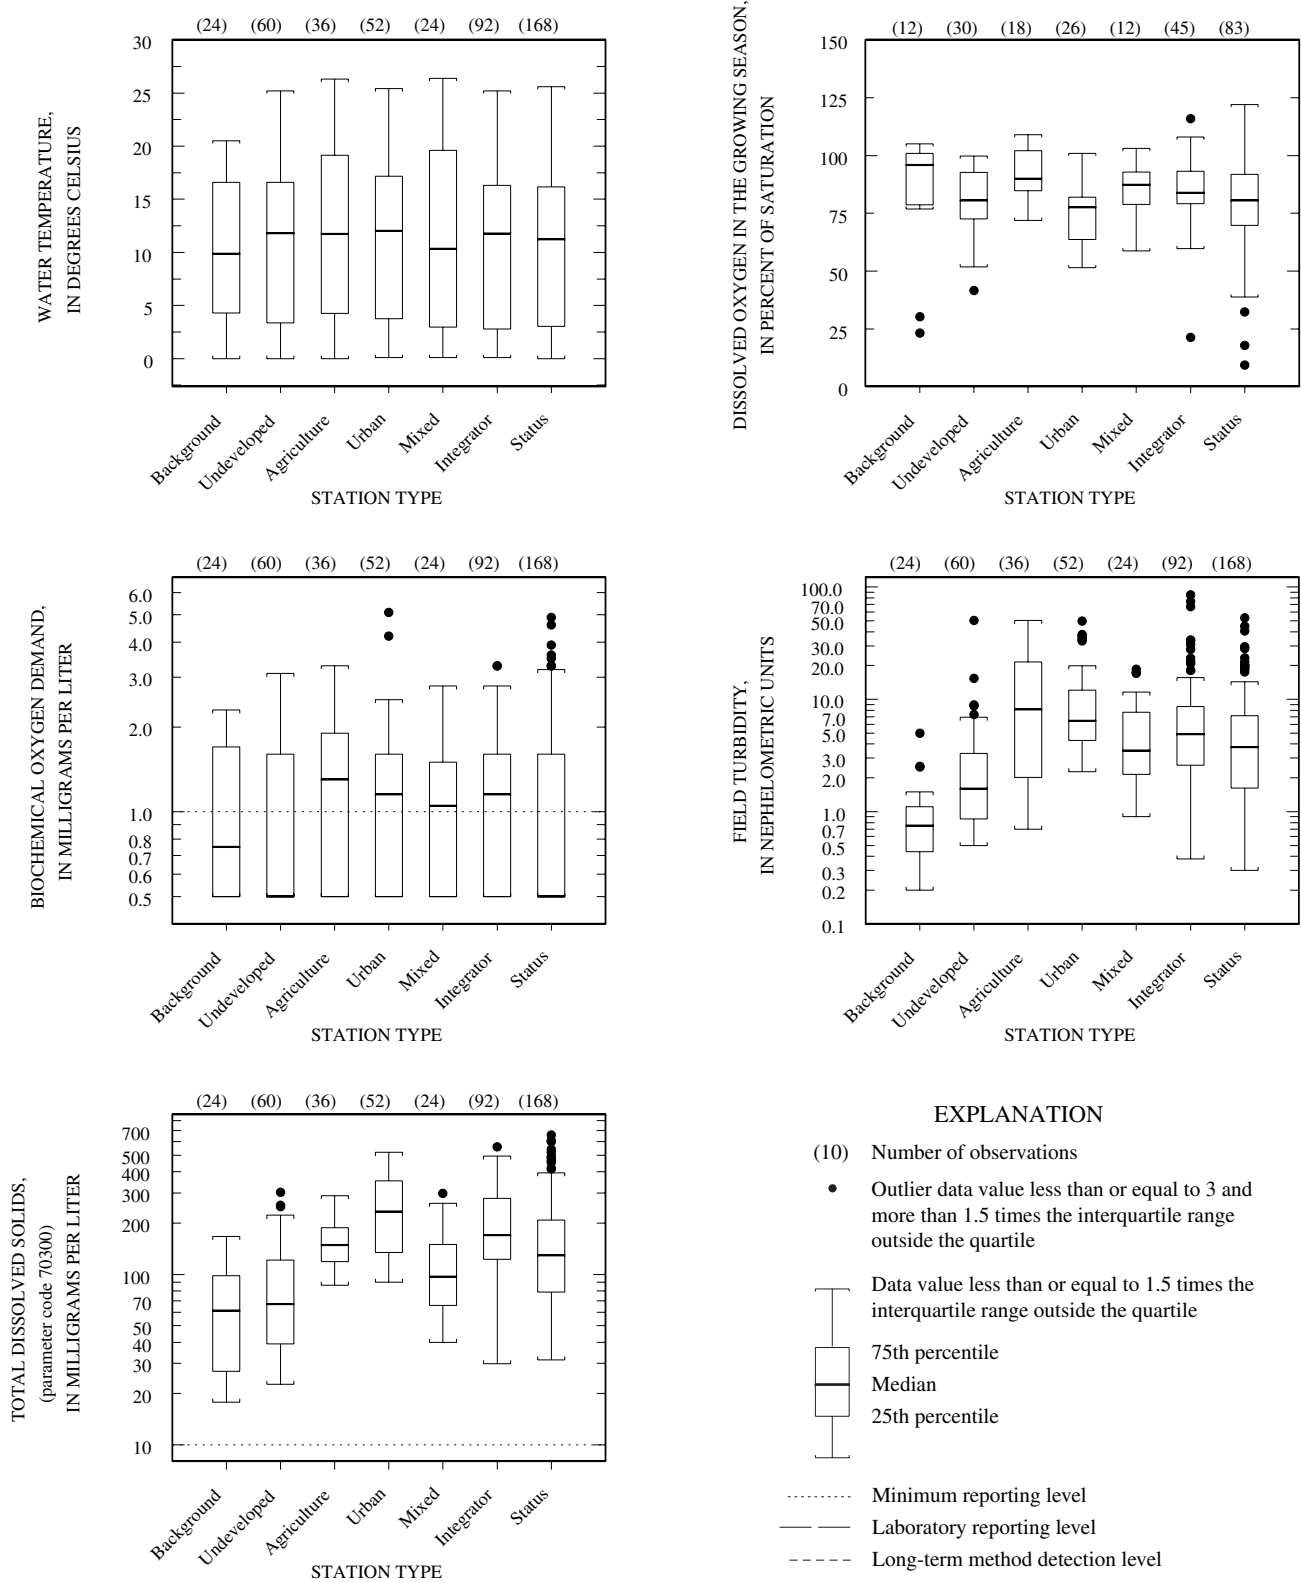 (24) (60) (36) (52) (24) (92) (168)
30
25
20
15
10
5
0
WATER TEMPERATURE,
IN DEGREES CELSIUS
Background Undeveloped Agriculture Urban Mixed Integrator Status
STATION TYPE
(12) (30) (18) (26) (12) (45) (83)
150
125
100
75
50
25
0
DISSOLVED OXYGEN IN THE GROWING SEASON,
IN PERCENT OF SATURATION
Background Undeveloped Agriculture Urban Mixed Integrator Status
STATION TYPE
(24) (60) (36) (52) (24) (92) (168)
6.0
5.0
4.0
3.0
2.0
1.0
0.8
0.7
0.6
0.5
BIOCHEMICAL OXYGEN DEMAND,
IN MILLIGRAMS PER LITER
Background Undeveloped Agriculture Urban Mixed Integrator Status
STATION TYPE
(24) (60) (36) (52) (24) (92) (168)
100.0
70.0
50.0
30.0
20.0
10.0
7.0
5.0
3.0
2.0
1.0
0.7
0.5
0.3
0.2
0.1
FIELD TURBIDITY,
IN NEPHELOMETRIC UNITS
Background Undeveloped Agriculture Urban Mixed Integrator Status
STATION TYPE
(24) (60) (36) (52) (24) (92) (168)
700
500
400
300
200
100
70
50
40
30
20
10
TOTAL DISSOLVED SOLIDS,
(parameter code 70300)
IN MILLIGRAMS PER LITER
Background Undeveloped Agriculture Urban Mixed Integrator Status
STATION TYPE
EXPLANATION
(10) Number of observations
Outlier data value less than or equal to 3 and
more than 1.5 times the interquartile range
outside the quartile
Data value less than or equal to 1.5 times the
interquartile range outside the quartile
75th percentile
Median
25th percentile
Minimum reporting level
Laboratory reporting level
Long-term method detection level